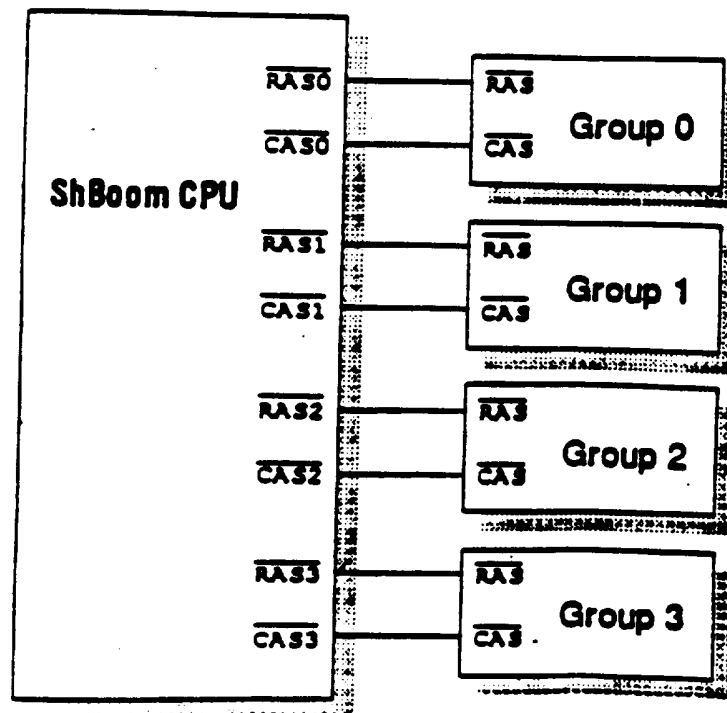 RAS0 RAS
Group 0
CAS0 CAS
ShBoom CPU
RAS1 RAS
Group 1
CAS1 CAS
RAS2 RAS
Group 2
CAS2 CAS
RAS3 RAS
Group 3
CAS3 CAS